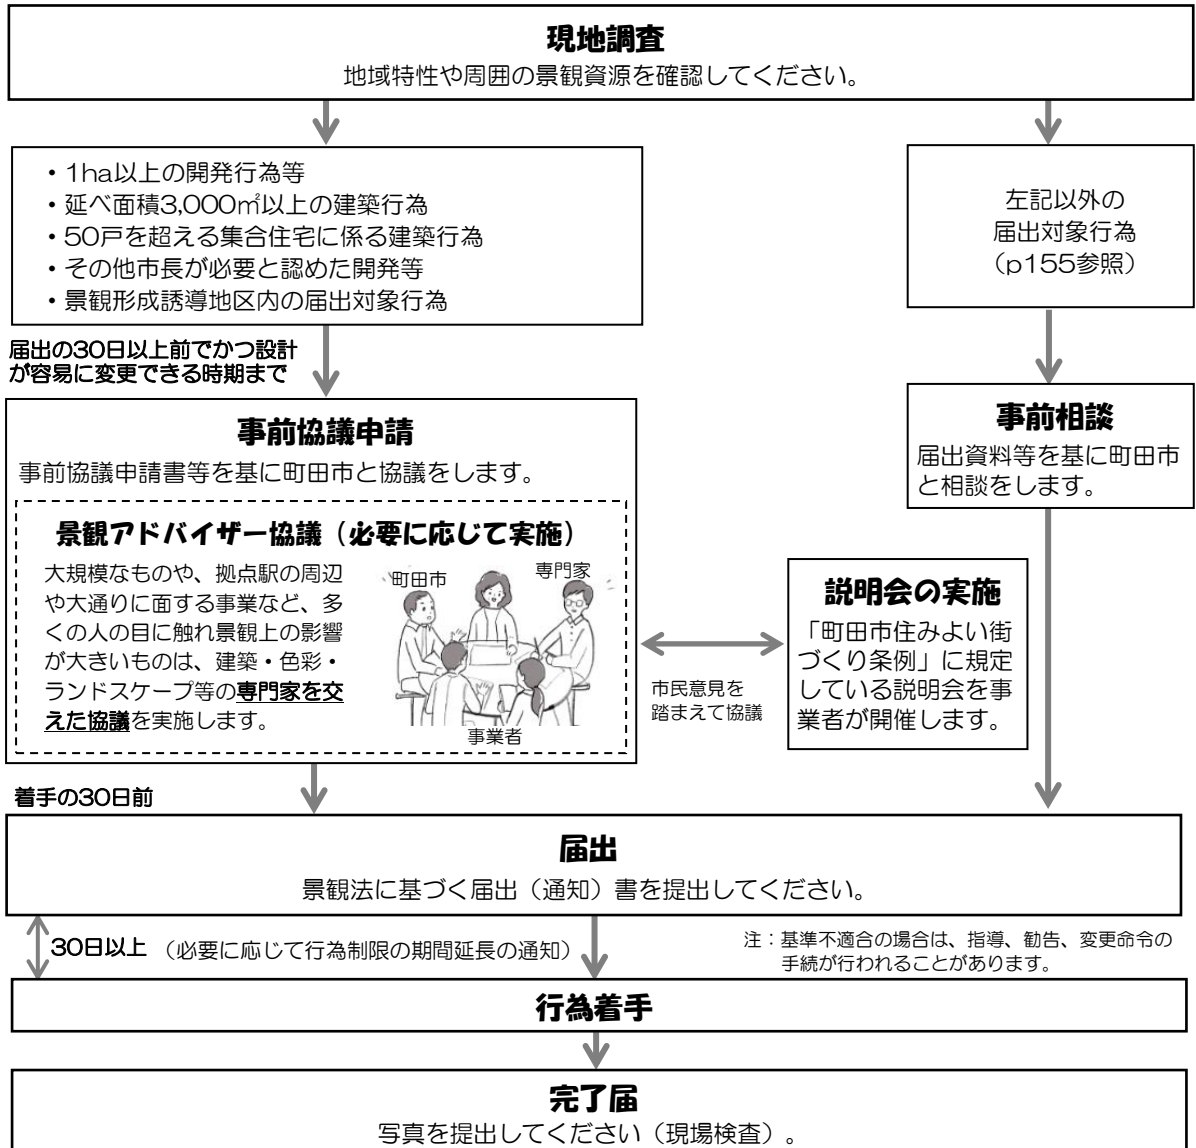 現地調査
地域特性や周囲の景観資源を確認してください。
・1ha以上の開発行為等
・延べ面積3,000㎡以上の建築行為
・50戸を超える集合住宅に係る建築行為
・その他市長が必要と認めた開発等
・景観形成誘導地区内の届出対象行為
左記以外の
届出対象行為
（p155参照）
届出の30日以上前でかつ設計
が容易に変更できる時期まで
事前協議申請
事前協議申請書等を基に町田市と協議をします。
景観アドバイザー協議（必要に応じて実施）
大規模なものや、拠点駅の周辺
や大通りに面する事業など、多
くの人の目に触れ景観上の影響
が大きいものは、建築・色彩・
ランドスケープ等の専門家を交
えた協議を実施します。
町田市
専門家
事業者
事前相談
届出資料等を基に町田市
と相談をします。
市民意見を
踏まえて協議
説明会の実施
「町田市住みよい街
づくり条例」に規定
している説明会を事
業者が開催します。
着手の30日前
届出
景観法に基づく届出（通知）書を提出してください。
30日以上（必要に応じて行為制限の期間延長の通知）
注：基準不適合の場合は、指導、勧告、変更命令の
手続が行われることがあります。
行為着手
完了届
写真を提出してください（現場検査）。